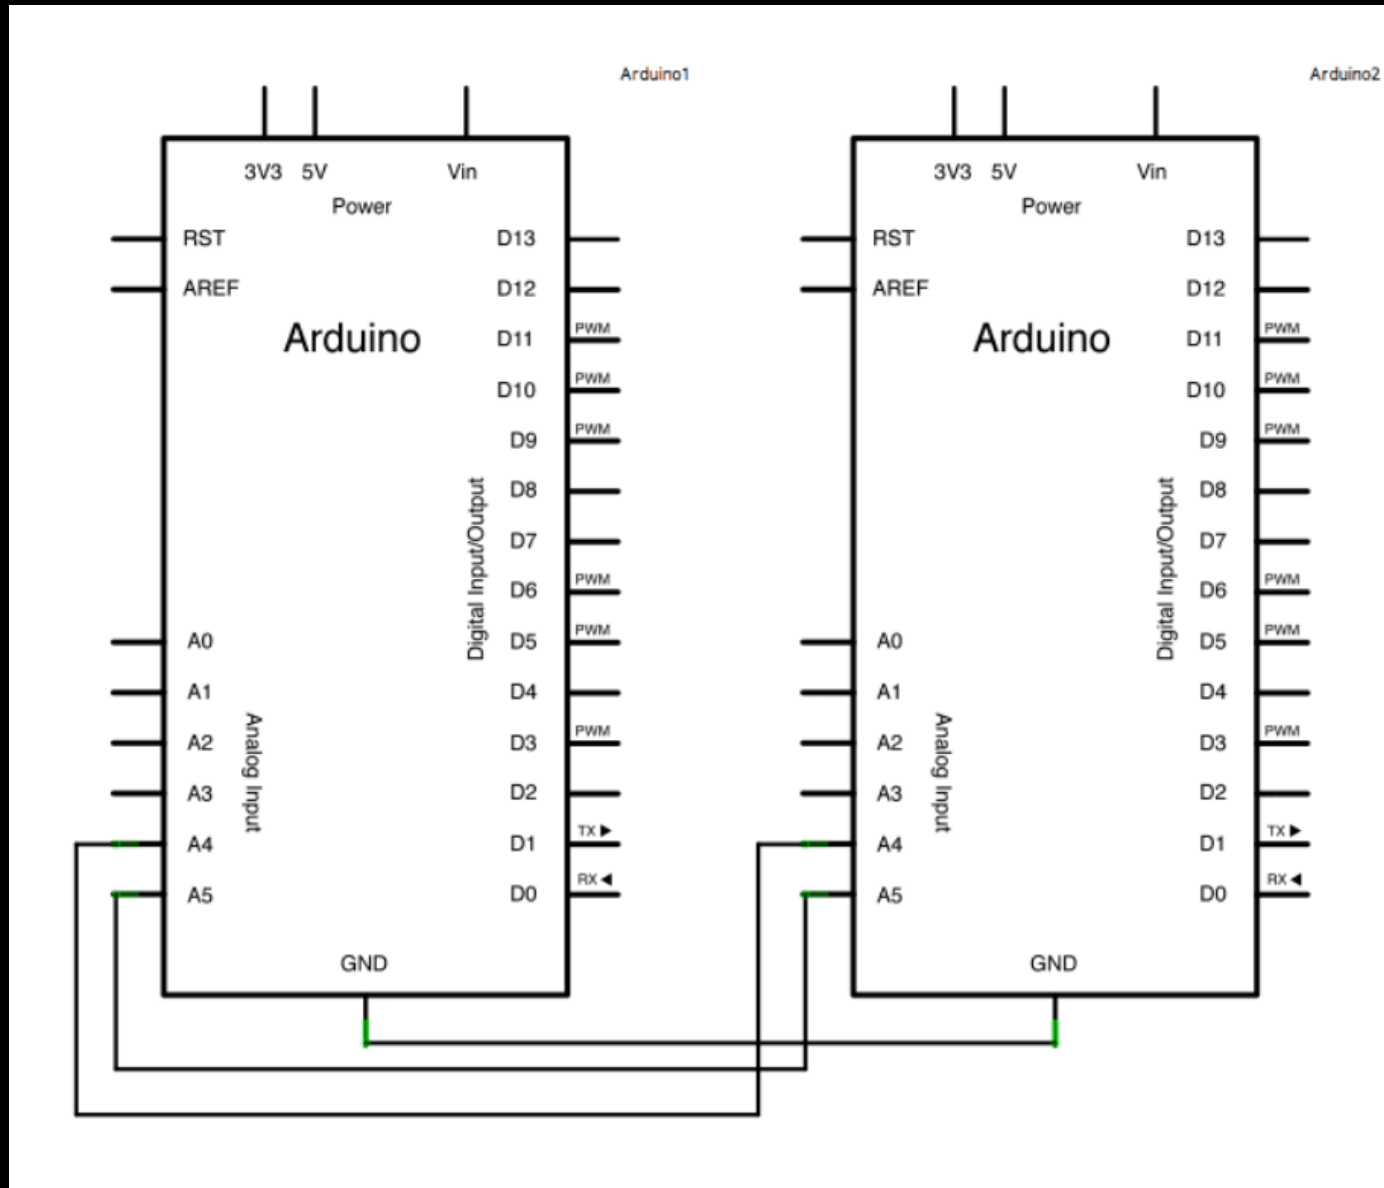 Arduino1
3V3 5V Vin
Power
RST D13
AREF D12
Arduino
D11 PWM
D10 PWM
D9 PWM
D8
D7
D6 PWM
Digital Input/Output
A0 D5 PWM
A1 D4
A2 D3 PWM
Analog Input
A3 D2
A4 D1 TX ▶
A5 D0 RX ◀
GND
Arduino2
3V3 5V Vin
Power
RST D13
AREF D12
Arduino
D11 PWM
D10 PWM
D9 PWM
D8
D7
D6 PWM
Digital Input/Output
A0 D5 PWM
A1 D4
A2 D3 PWM
Analog Input
A3 D2
A4 D1 TX ▶
A5 D0 RX ◀
GND